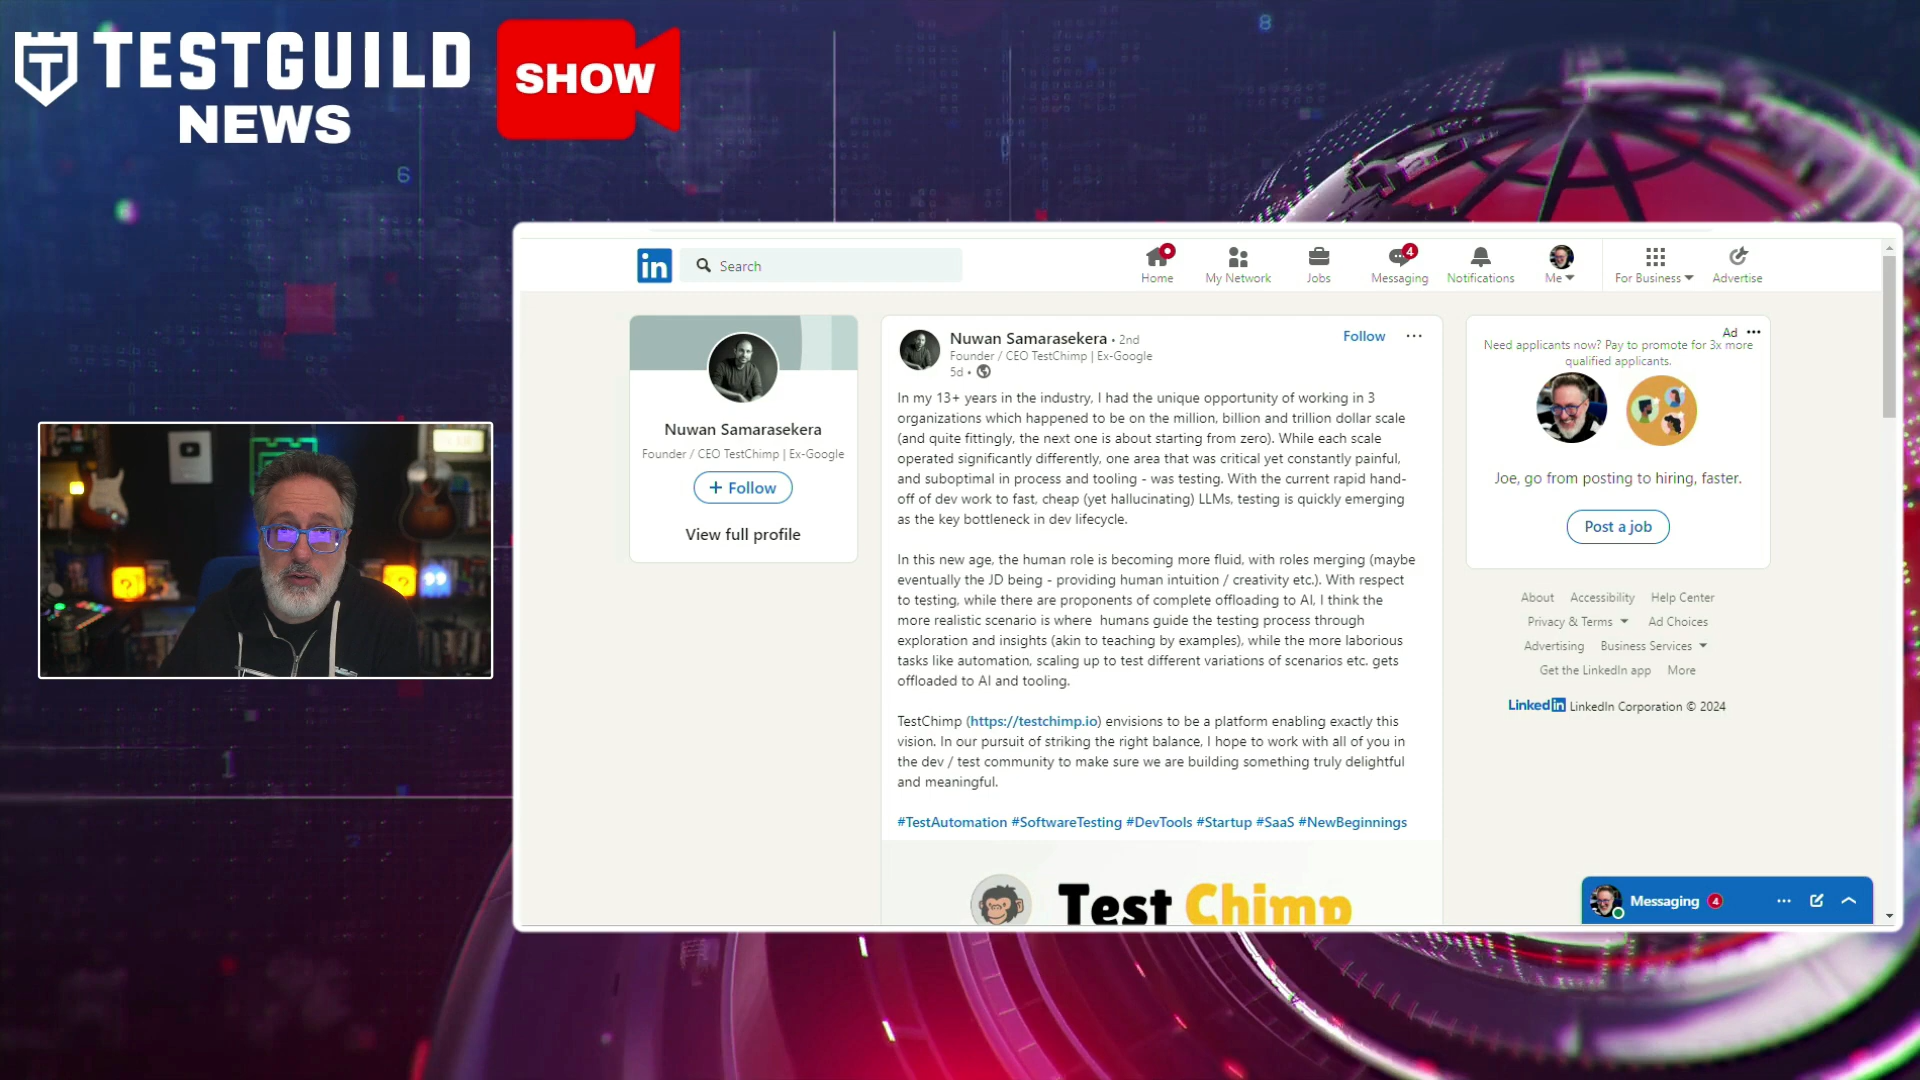 TESTGUILD
NEWS
SHOW
in
Search
Home
My Network
Jobs
4
Messaging
Notifications
Me
For Business
Advertise
Nuwan Samarasekera
Founder / CEO TestChimp | Ex-Google
+ Follow
View full profile
Nuwan Samarasekera • 2nd
Founder / CEO TestChimp | Ex-Google
5d •
Follow
In my 13+ years in the industry, I had the unique opportunity of working in 3
organizations which happened to be on the million, billion and trillion dollar scale
(and quite fittingly, the next one is about starting from zero). While each scale
operated significantly differently, one area that was critical yet constantly painful,
and suboptimal in process and tooling - was testing. With the current rapid hand-
off of dev work to fast, cheap (yet hallucinating) LLMs, testing is quickly emerging
as the key bottleneck in dev lifecycle.
In this new age, the human role is becoming more fluid, with roles merging (maybe
eventually the JD being - providing human intuition / creativity etc.). With respect
to testing, while there are proponents of complete offloading to AI, I think the
more realistic scenario is where humans guide the testing process through
exploration and insights (akin to teaching by examples), while the more laborious
tasks like automation, scaling up to test different variations of scenarios etc. gets
offloaded to AI and tooling.
TestChimp (https://testchimp.io) envisions to be a platform enabling exactly this
vision. In our pursuit of striking the right balance, I hope to work with all of you in
the dev / test community to make sure we are building something truly delightful
and meaningful.
#TestAutomation #SoftwareTesting #DevTools #Startup #SaaS #NewBeginnings
Test Chimp
Ad
Need applicants now? Pay to promote for 3x more
qualified applicants.
Joe, go from posting to hiring, faster.
Post a job
About Accessibility Help Center
Privacy & Terms Ad Choices
Advertising Business Services
Get the LinkedIn app More
LinkedIn LinkedIn Corporation © 2024
Messaging 4
8
6
1